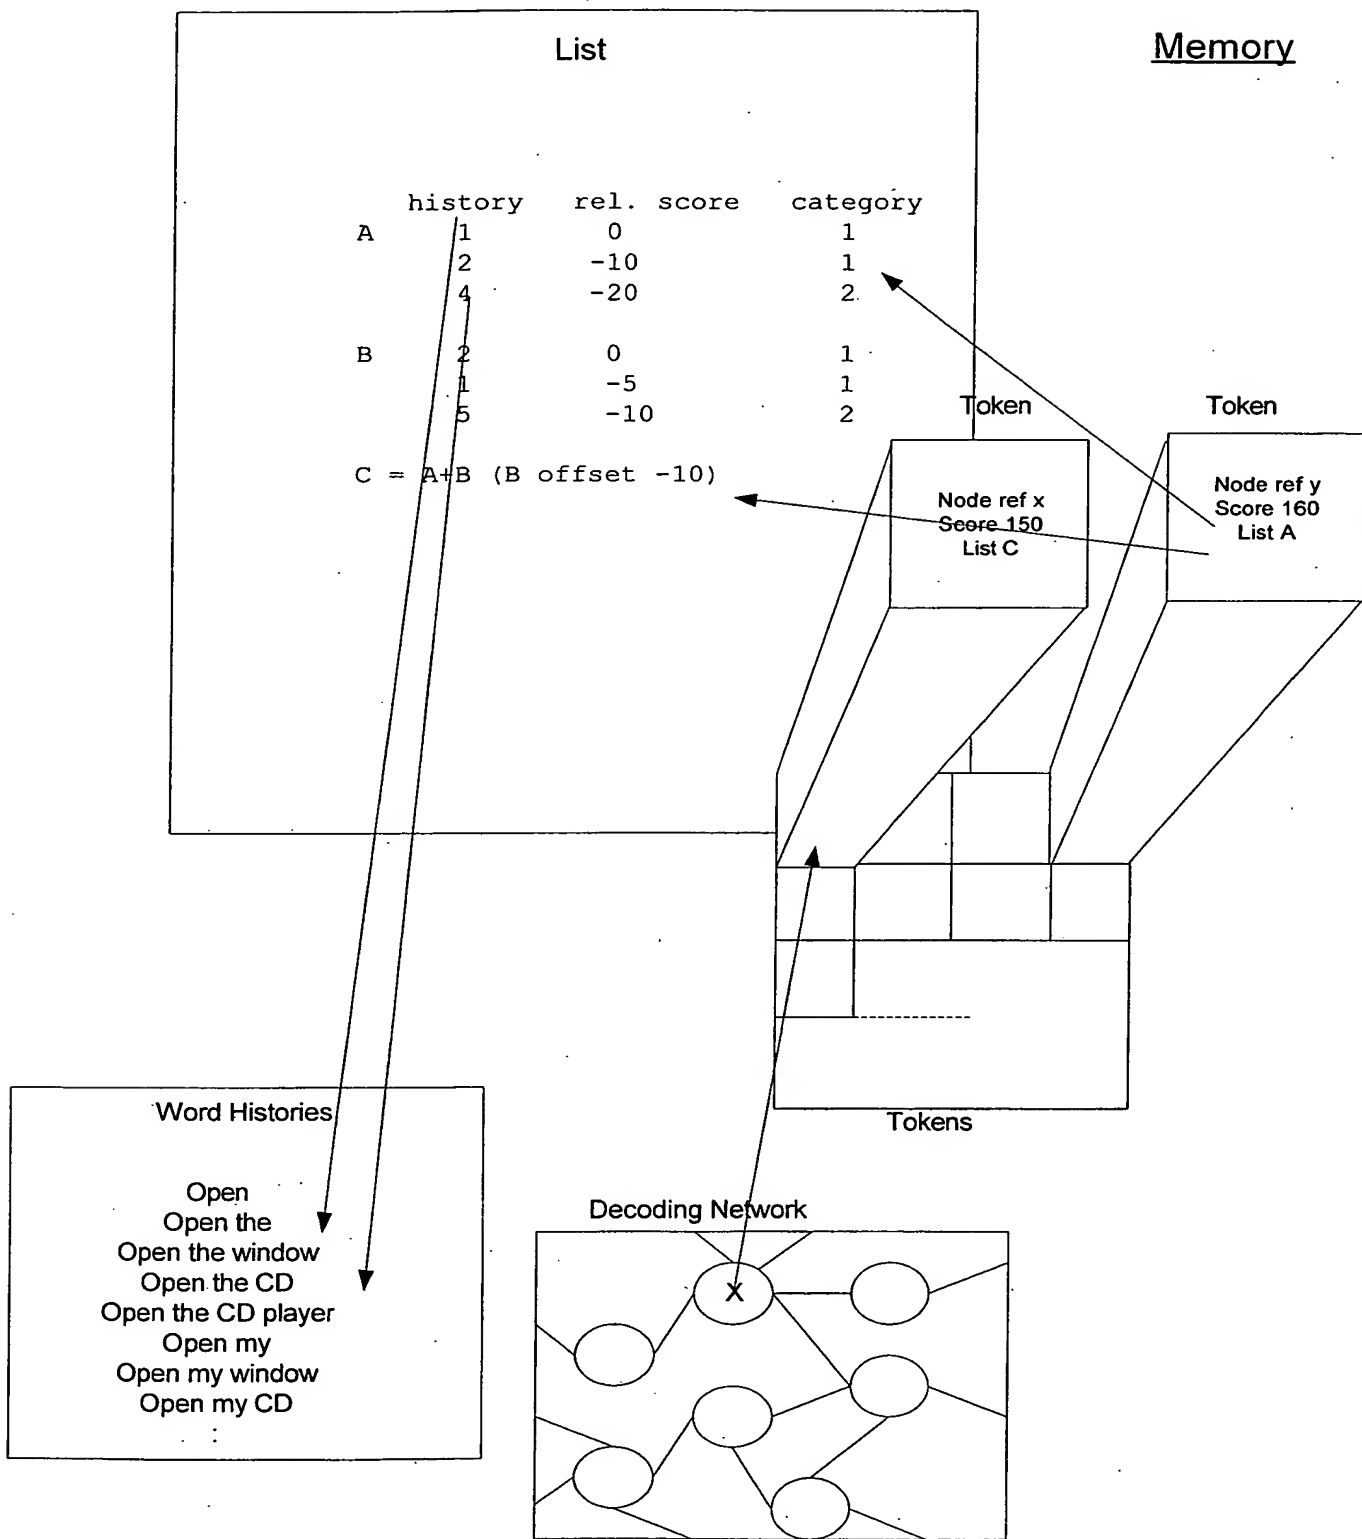 List
Memory
history rel. score category
A 1 0 1
2 -10 1
4 -20 2
B 2 0 1
1 -5 1
5 -10 2
C = A+B (B offset -10)
Token
Node ref x
Score 150
List C
Token
Node ref y
Score 160
List A
Tokens
Word Histories
Open
Open the
Open the window
Open the CD
Open the CD player
Open my
Open my window
Open my CD
:
Decoding Network
X